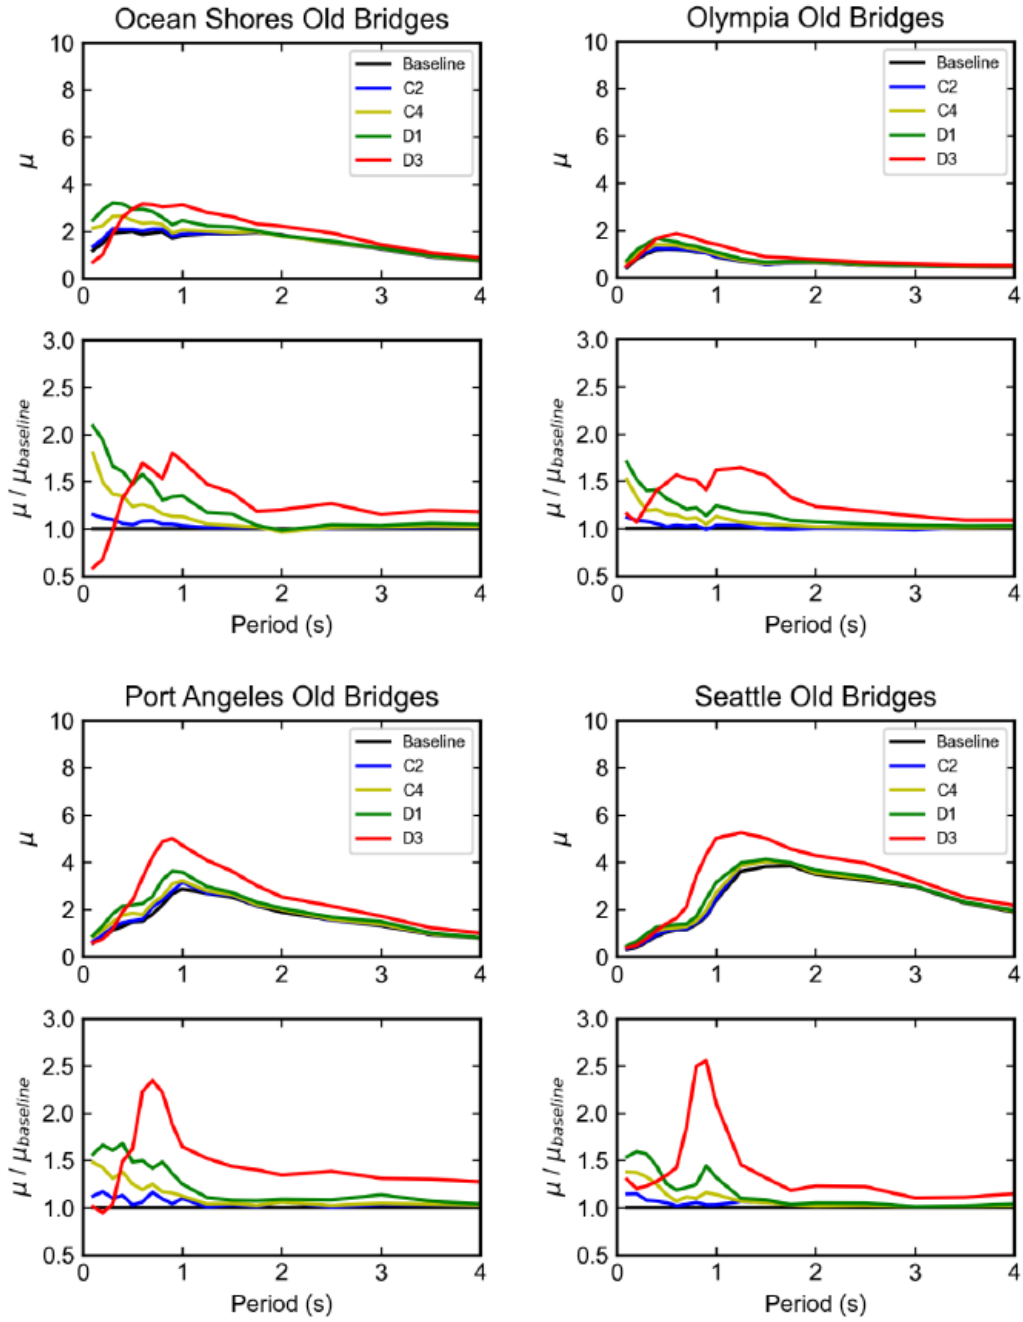 Ocean Shores Old Bridges
10
8
6
4
2
0
μ
Baseline
C2
C4
D1
D3
0 1 2 3 4
3.0
2.5
2.0
1.5
1.0
0.5
μ / μbaseline
0 1 2 3 4
Period (s)
Olympia Old Bridges
10
8
6
4
2
0
μ
Baseline
C2
C4
D1
D3
0 1 2 3 4
3.0
2.5
2.0
1.5
1.0
0.5
μ / μbaseline
0 1 2 3 4
Period (s)
Port Angeles Old Bridges
10
8
6
4
2
0
μ
Baseline
C2
C4
D1
D3
0 1 2 3 4
3.0
2.5
2.0
1.5
1.0
0.5
μ / μbaseline
0 1 2 3 4
Period (s)
Seattle Old Bridges
10
8
6
4
2
0
μ
Baseline
C2
C4
D1
D3
0 1 2 3 4
3.0
2.5
2.0
1.5
1.0
0.5
μ / μbaseline
0 1 2 3 4
Period (s)